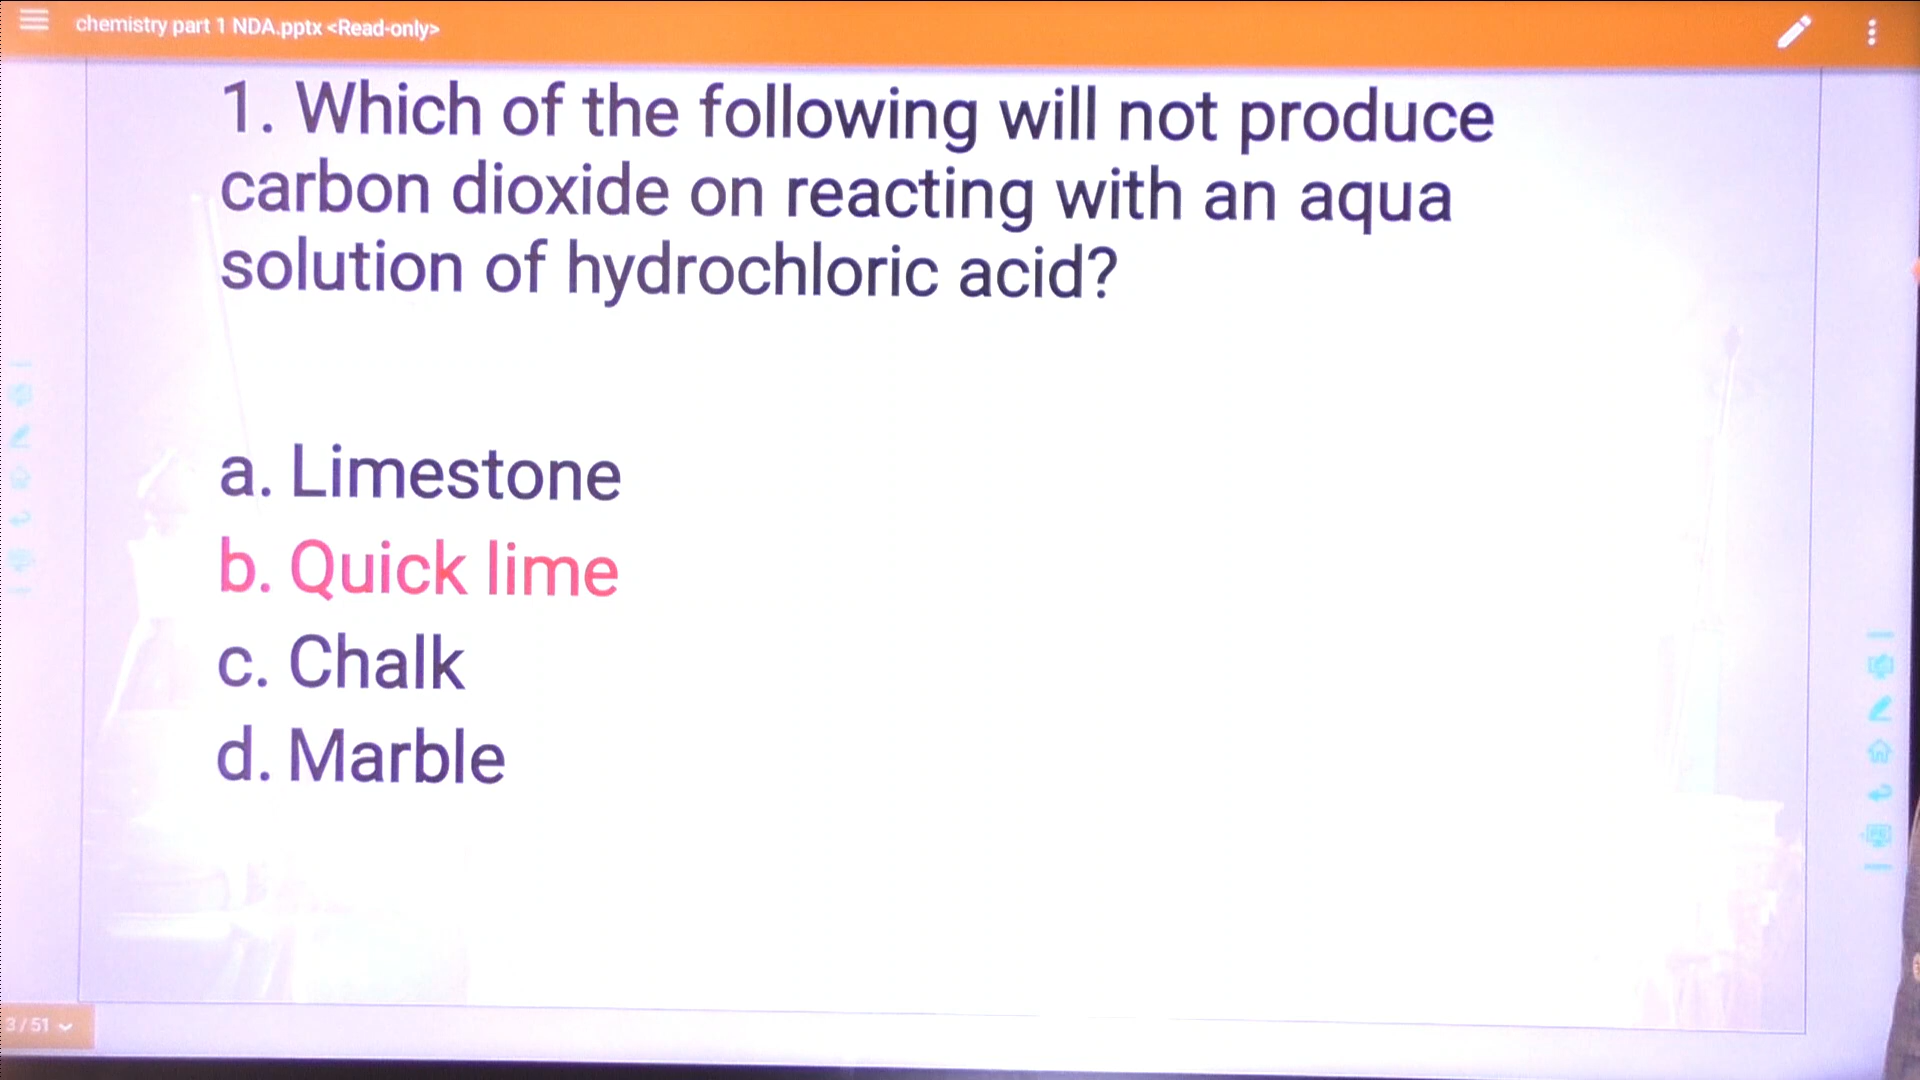 chemistry part 1 NDA.pptx <Read-only>
1. Which of the following will not produce
carbon dioxide on reacting with an aqua
solution of hydrochloric acid?
a. Limestone
b. Quick lime
c. Chalk
d. Marble
3 / 51